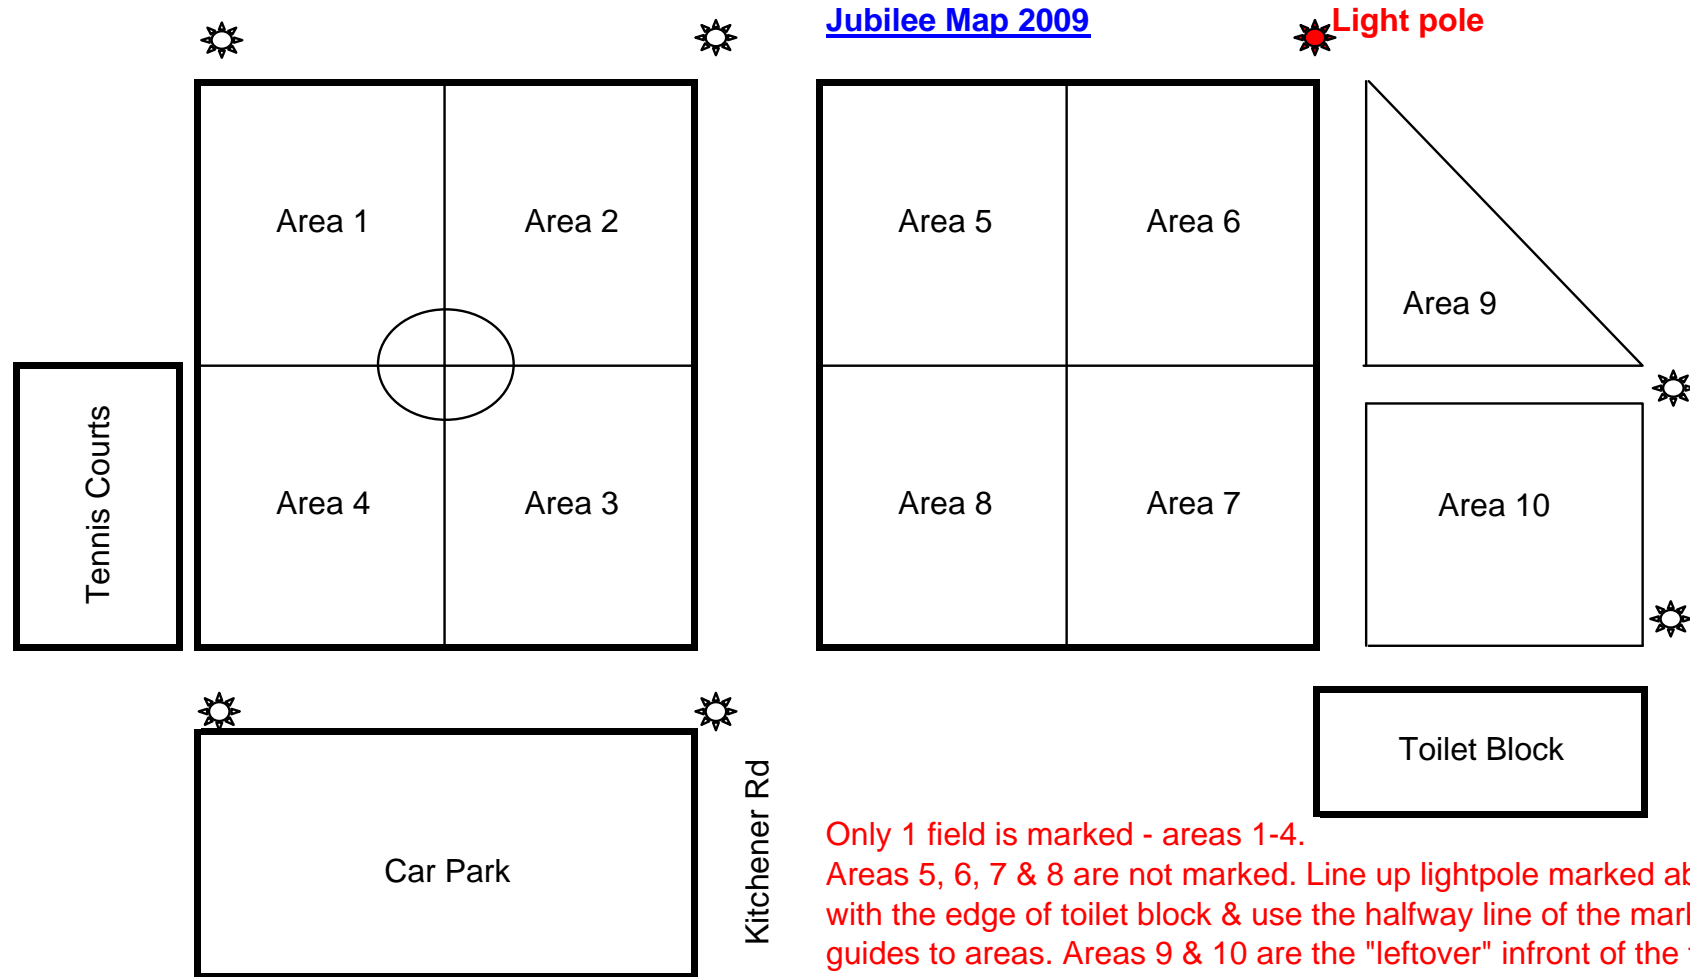 Jubilee Map 2009
Light pole
Area 1
Area 2
Area 5
Area 6
Area 9
Tennis Courts
Area 4
Area 3
Area 8
Area 7
Area 10
Toilet Block
Car Park
Kitchener Rd
Only 1 field is marked - areas 1-4.
Areas 5, 6, 7 & 8 are not marked. Line up lightpole marked
with the edge of toilet block & use the halfway line of the
guides to areas. Areas 9 & 10 are the "leftover" infront of the